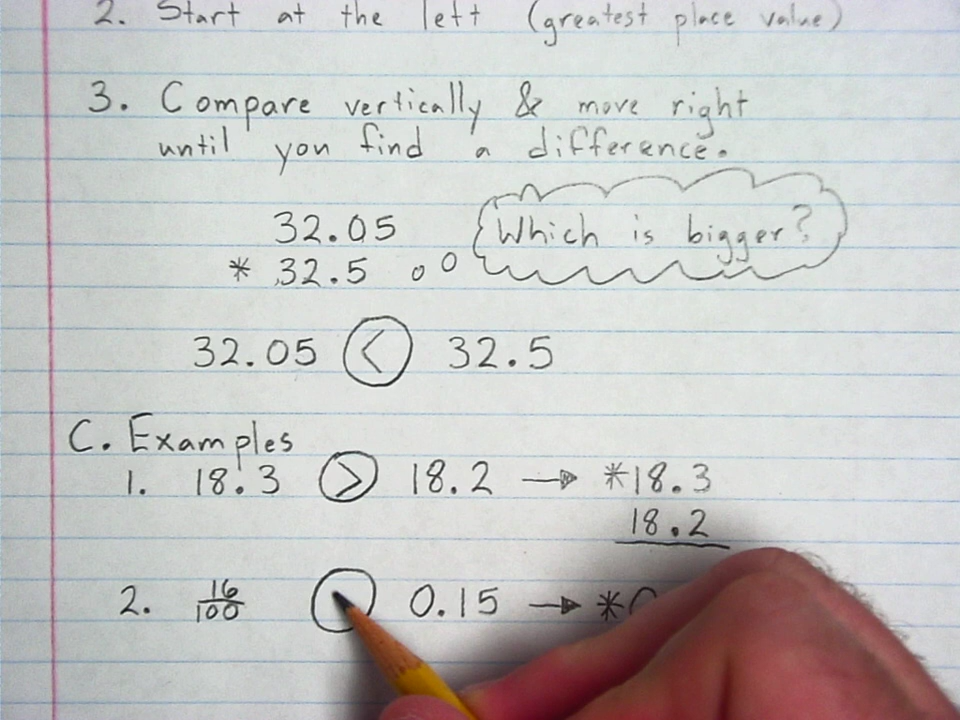 2. Start at the left (greatest place value)
3. Compare vertically & move right
until you find a difference.
32.05
* 32.5
Which is bigger?
32.05 < 32.5
C. Examples
1. 18.3 > 18.2 → *18.3
18.2
2. 16/100 0.15 → *0